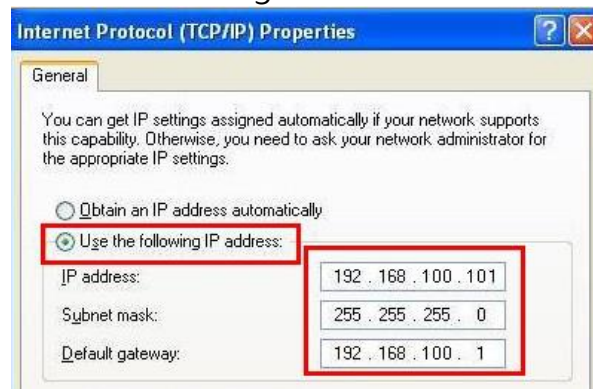 Internet Protocol (TCP/IP) Properties
General
You can get IP settings assigned automatically if your network supports
this capability. Otherwise, you need to ask your network administrator for
the appropriate IP settings.
Obtain an IP address automatically
Use the following IP address:
IP address: 192 . 168 . 100 . 101
Subnet mask: 255 . 255 . 255 . 0
Default gateway: 192 . 168 . 100 . 1